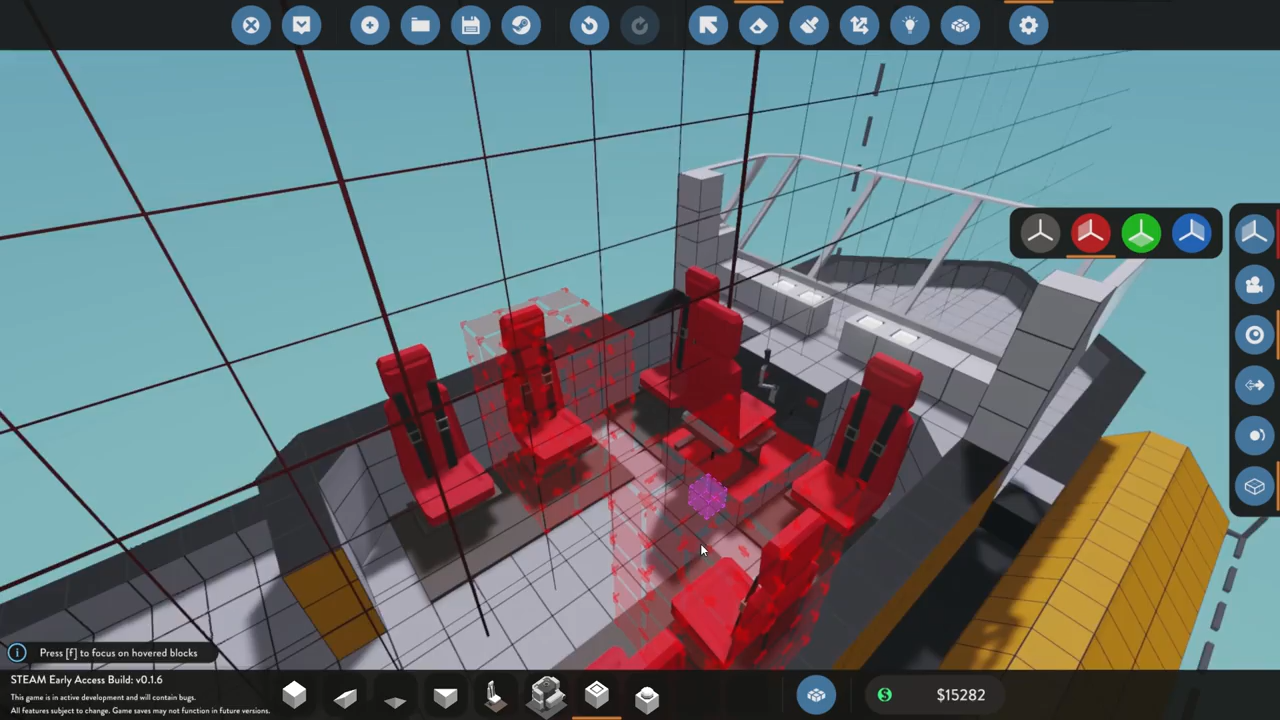 Press [f] to focus on hovered blocks
STEAM Early Access Build: v0.1.6
This game is in active development and will contain bugs.
All features subject to change. Game saves may not function in future versions.
$15282